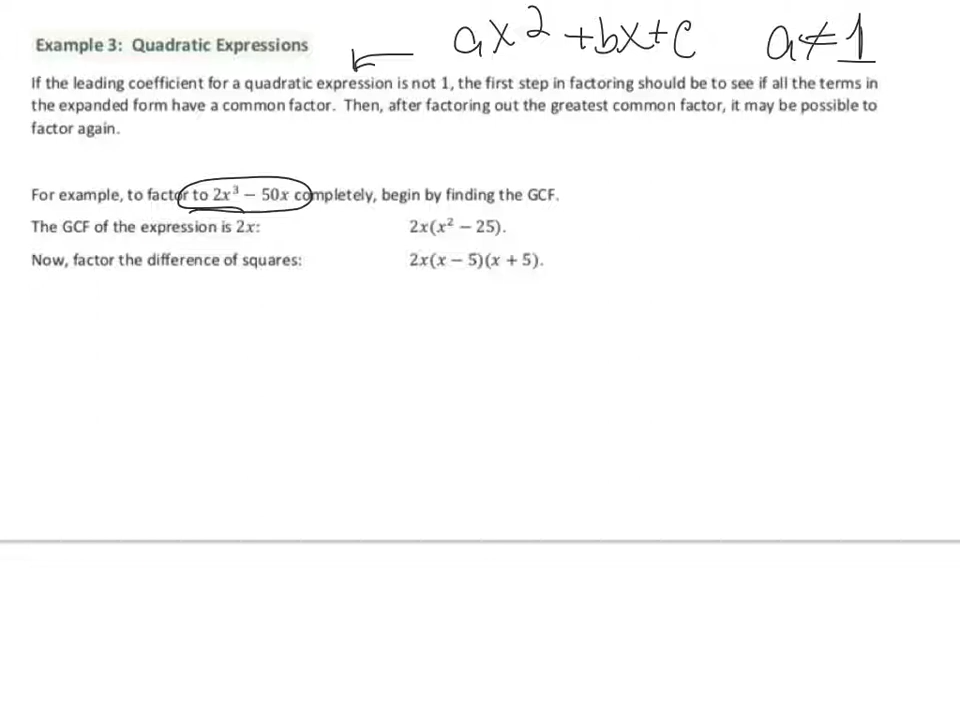 ax² + bx + c a ≠ 1
Example 3: Quadratic Expressions
If the leading coefficient for a quadratic expression is not 1, the first step in factoring should be to see if all the terms in
the expanded form have a common factor. Then, after factoring out the greatest common factor, it may be possible to
factor again.
For example, to factor to 2x³ − 50x completely, begin by finding the GCF.
The GCF of the expression is 2x: 2x(x² − 25).
Now, factor the difference of squares: 2x(x − 5)(x + 5).